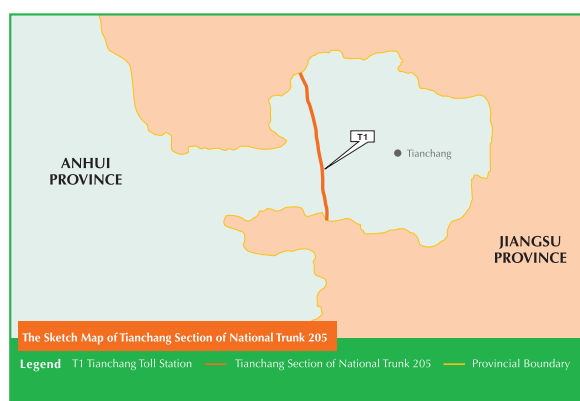 T1
Tianchang
ANHUI
PROVINCE
JIANGSU
PROVINCE
The Sketch Map of Tianchang Section of National Trunk 205
Legend T1 Tianchang Toll Station Tianchang Section of National Trunk 205 Provincial Boundary